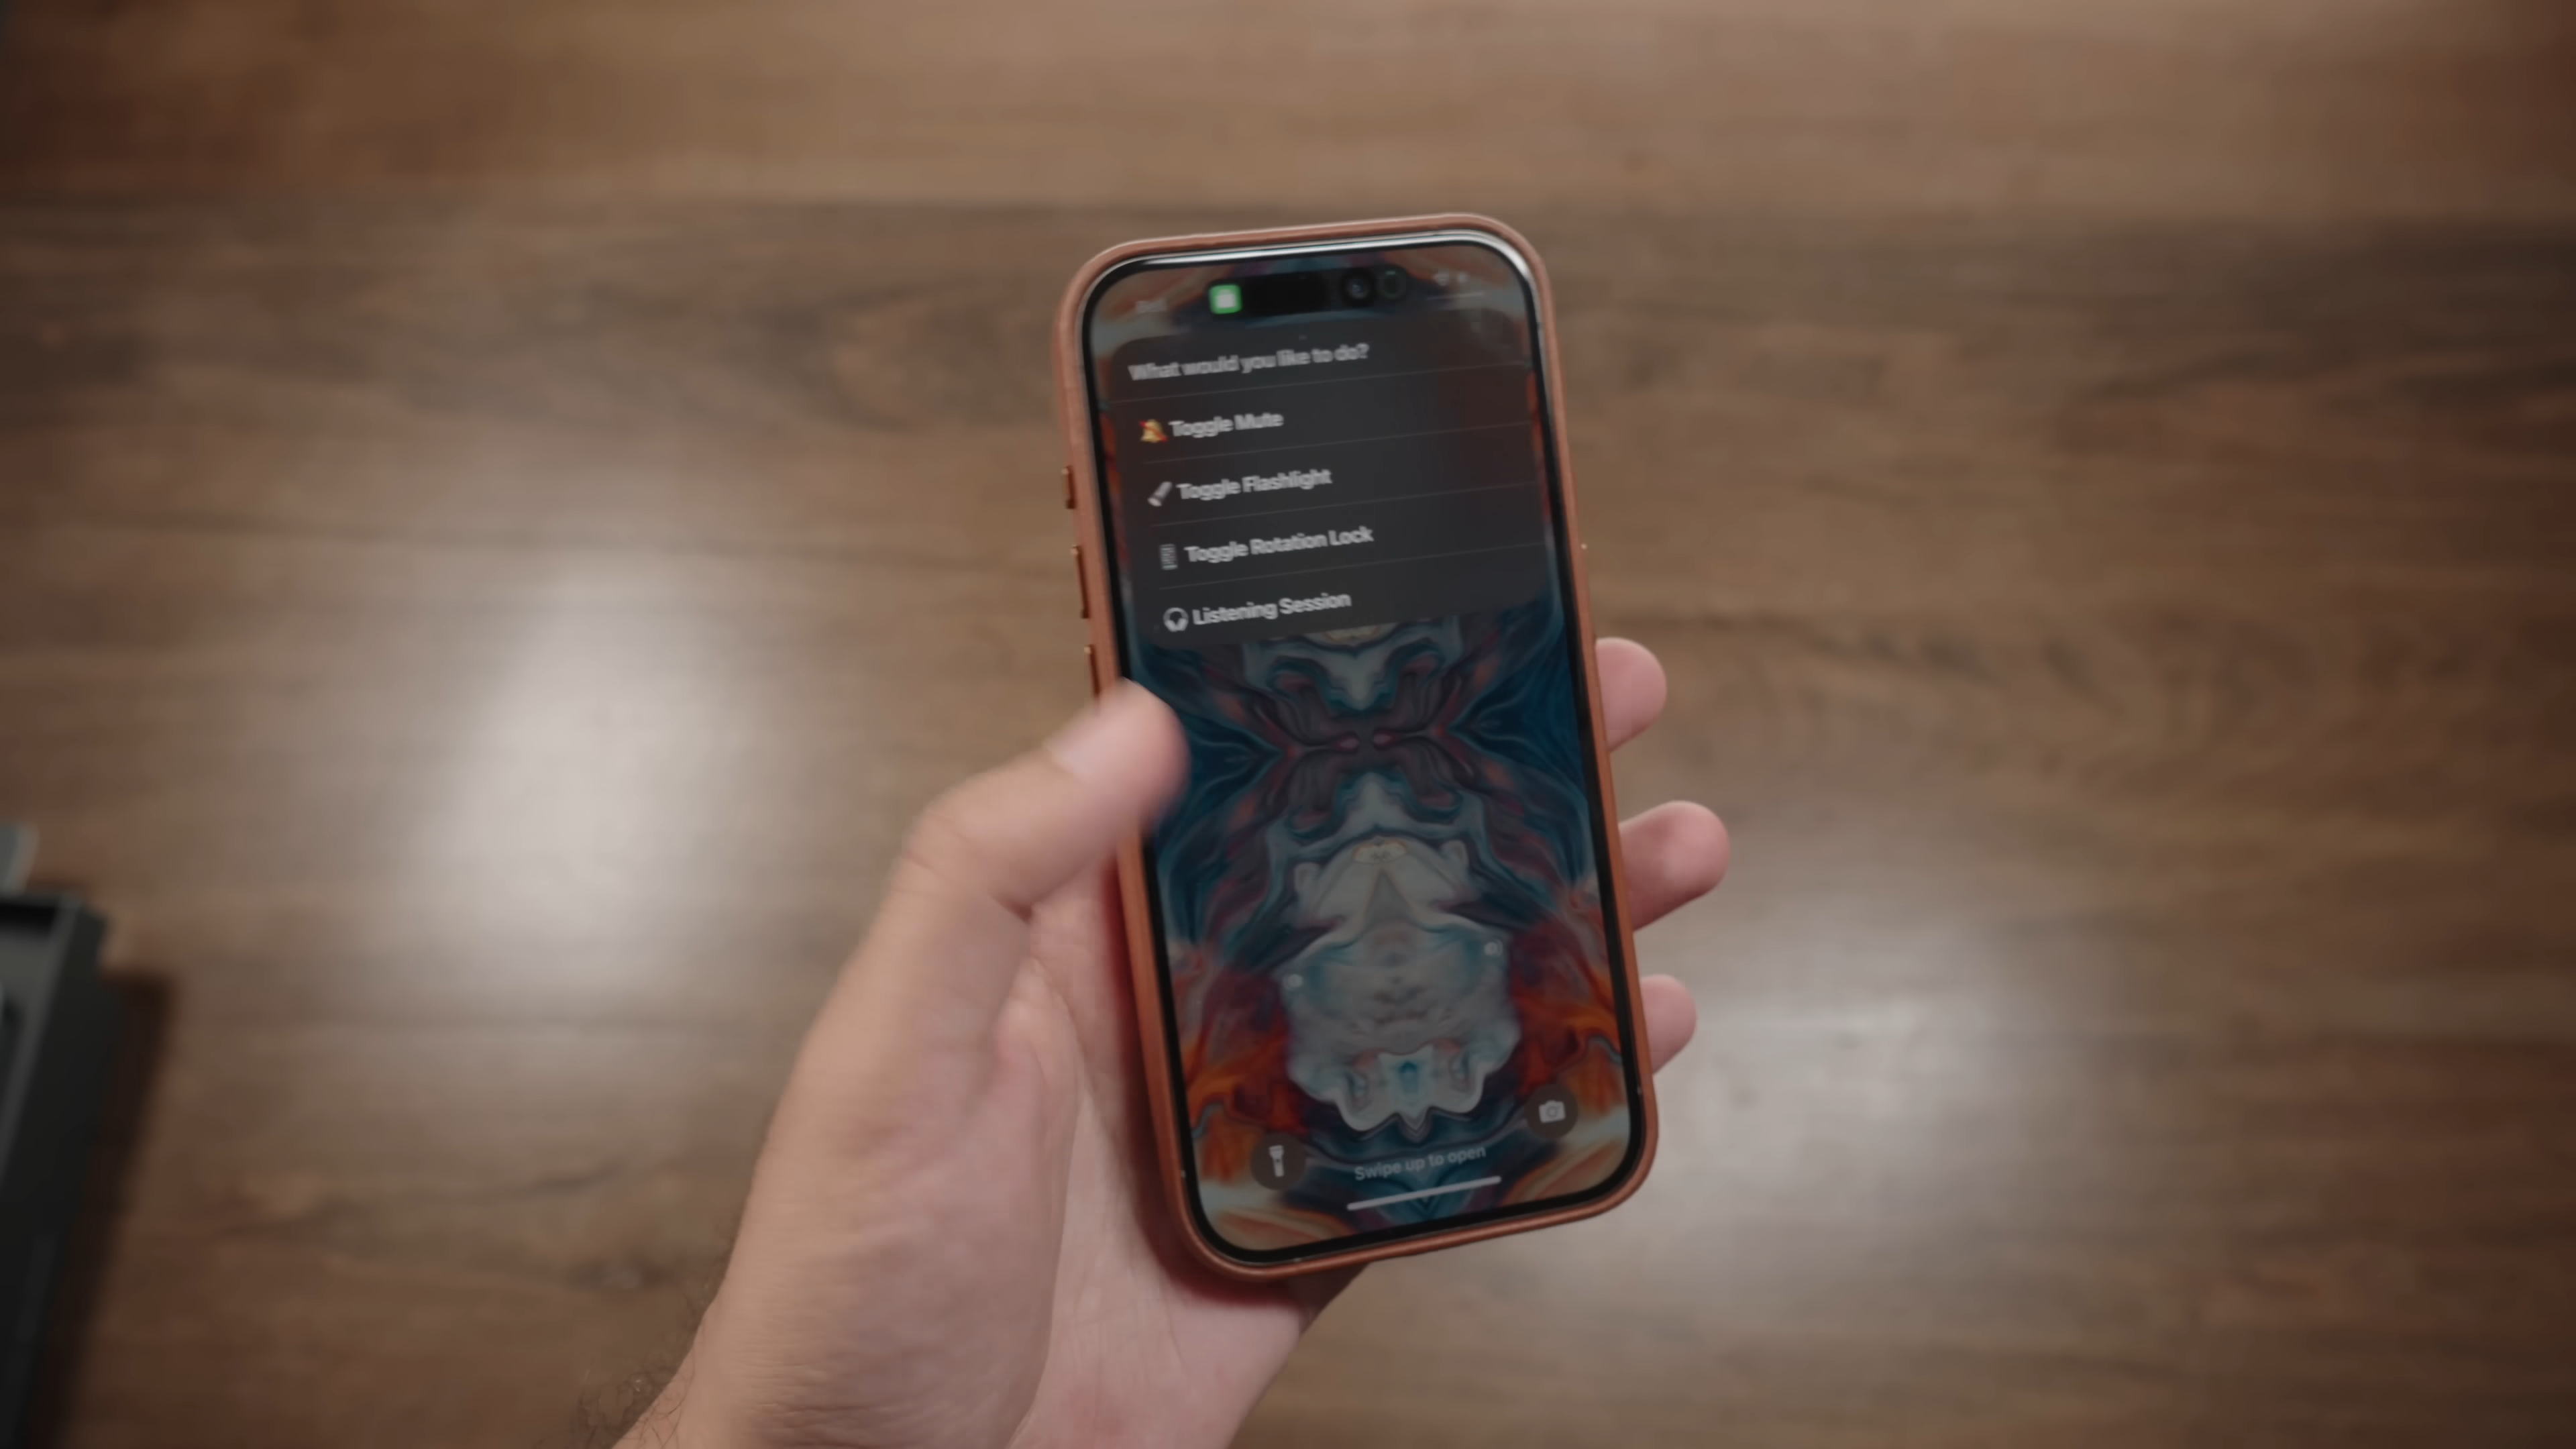 What would you like to do?
Toggle Mute
Toggle Flashlight
Toggle Rotation Lock
Listening Session
Swipe up to open